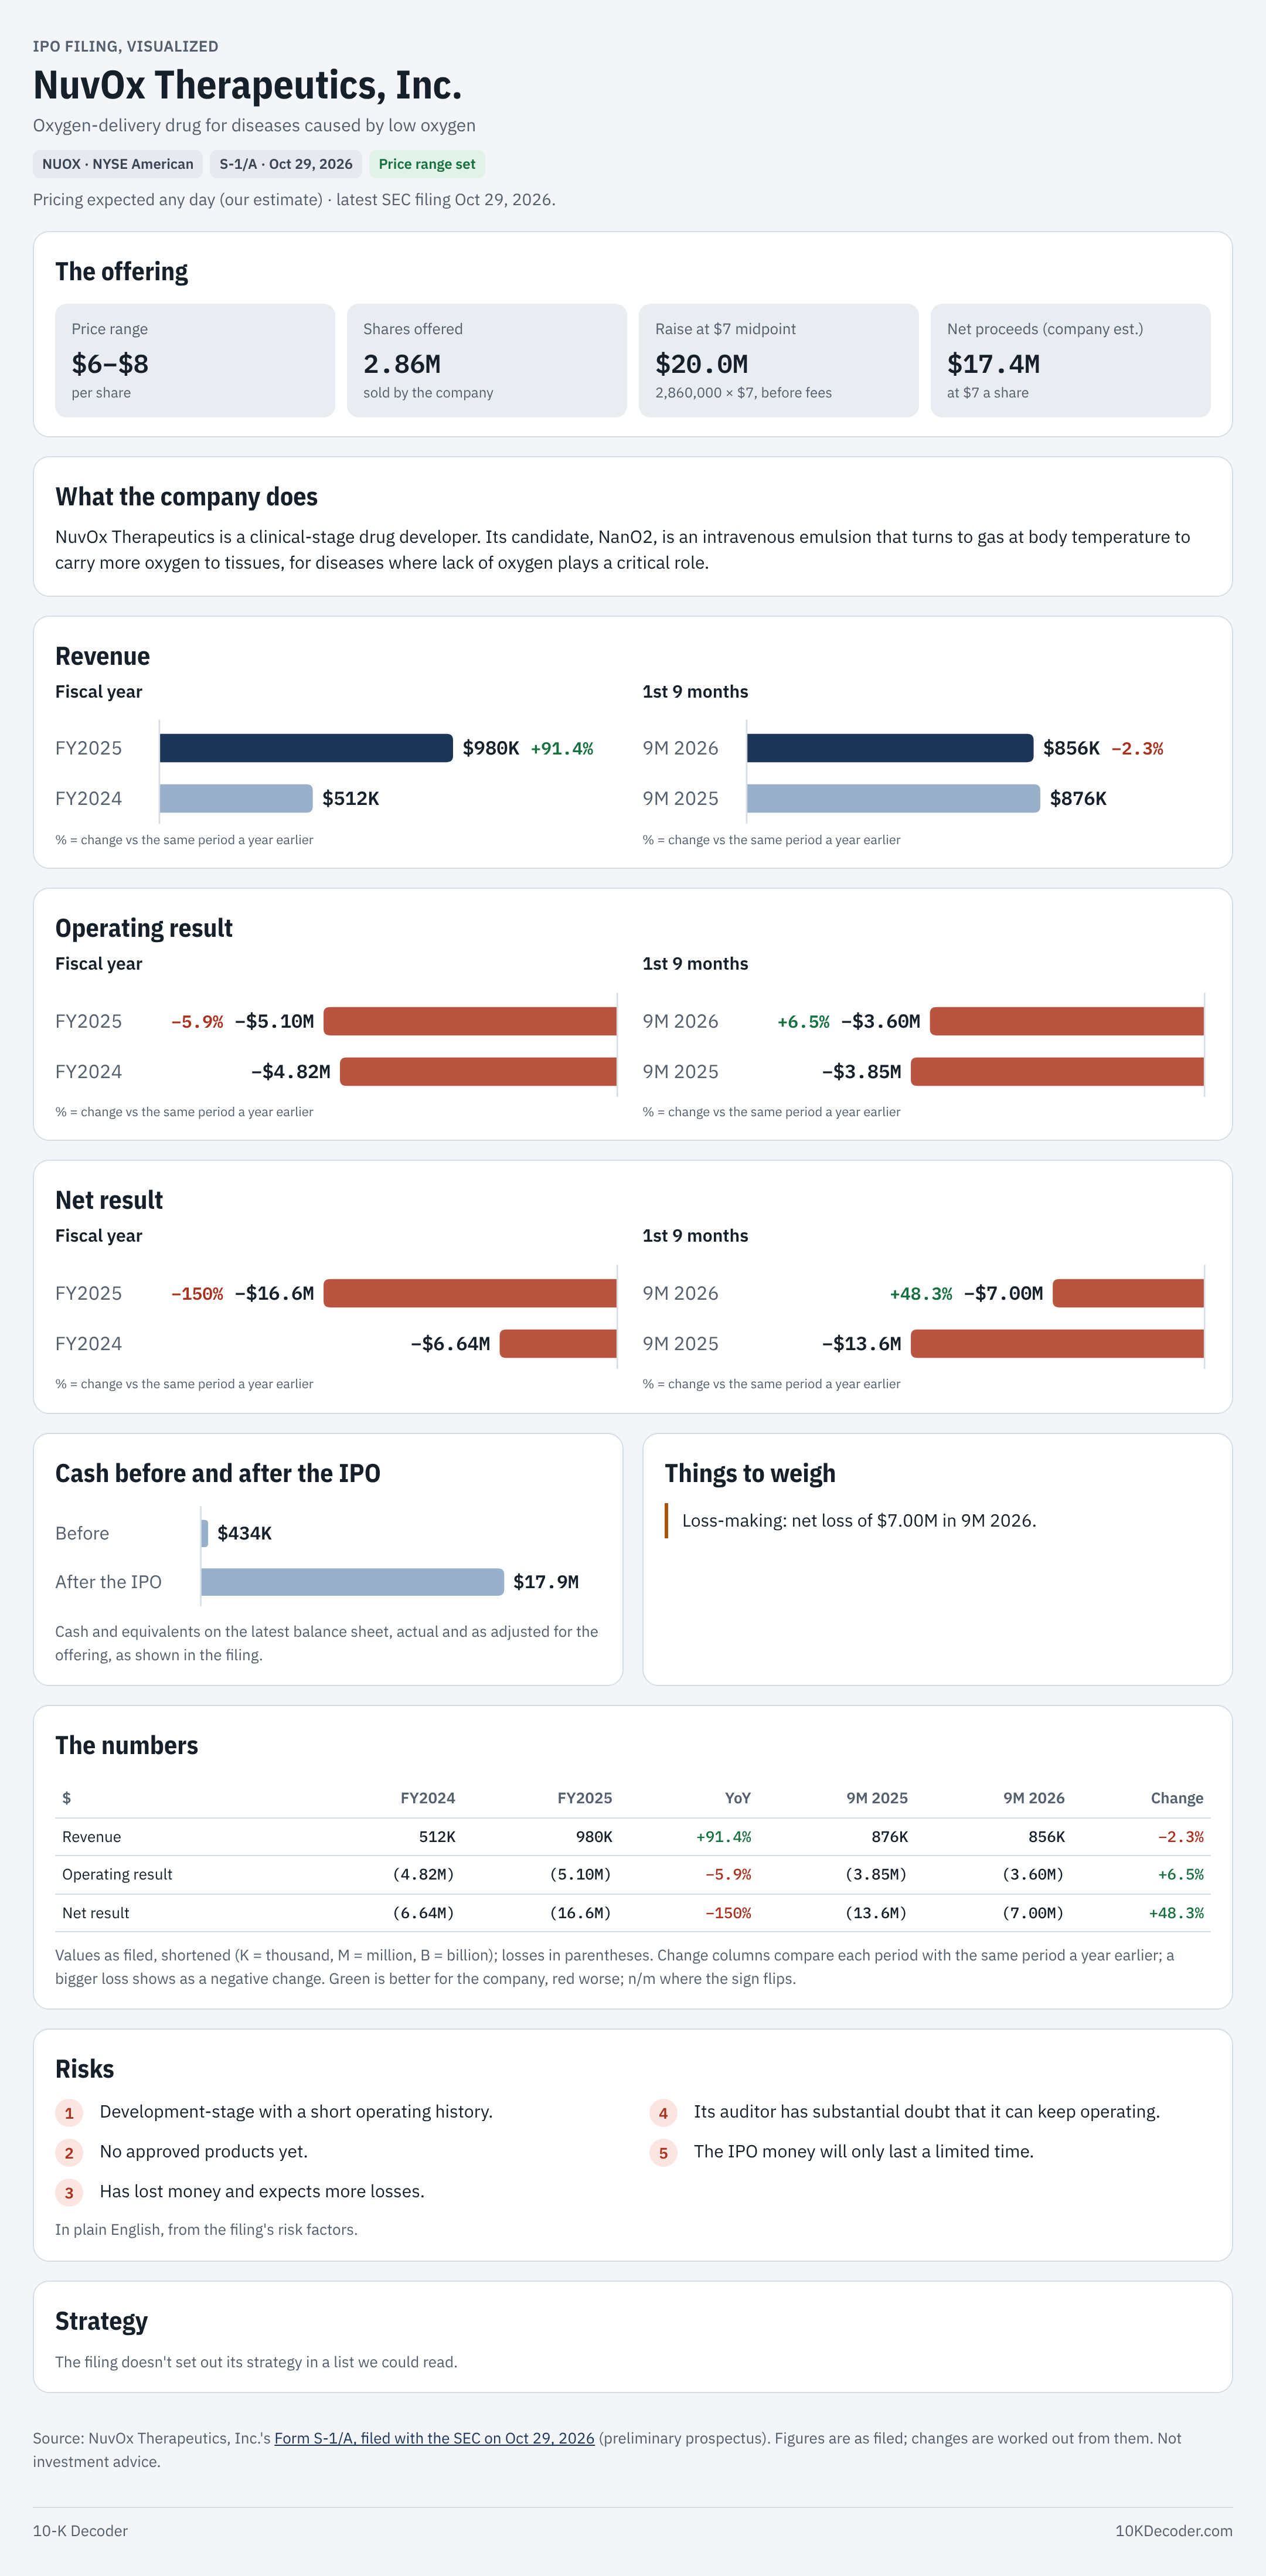 IPO FILING, VISUALIZED
NuvOx Therapeutics, Inc.
Oxygen-delivery drug for diseases caused by low oxygen
NUOX · NYSE American S-1/A · Oct 29, 2026 Price range set
Pricing expected any day (our estimate) · latest SEC filing Oct 29, 2026.
The offering
Price range
$6–$8
per share
Shares offered
2.86M
sold by the company
Raise at $7 midpoint
$20.0M
2,860,000 × $7, before fees
Net proceeds (company est.)
$17.4M
at $7 a share
What the company does
NuvOx Therapeutics is a clinical-stage drug developer. Its candidate, NanO2, is an intravenous emulsion that turns to gas at body temperature to
carry more oxygen to tissues, for diseases where lack of oxygen plays a critical role.
Revenue
Fiscal year
FY2025 $980K +91.4%
FY2024 $512K
% = change vs the same period a year earlier
1st 9 months
9M 2026 $856K −2.3%
9M 2025 $876K
% = change vs the same period a year earlier
Operating result
Fiscal year
FY2025 −5.9% −$5.10M
FY2024 −$4.82M
% = change vs the same period a year earlier
1st 9 months
9M 2026 +6.5% −$3.60M
9M 2025 −$3.85M
% = change vs the same period a year earlier
Net result
Fiscal year
FY2025 −150% −$16.6M
FY2024 −$6.64M
% = change vs the same period a year earlier
1st 9 months
9M 2026 +48.3% −$7.00M
9M 2025 −$13.6M
% = change vs the same period a year earlier
Cash before and after the IPO
Before $434K
After the IPO $17.9M
Cash and equivalents on the latest balance sheet, actual and as adjusted for the
offering, as shown in the filing.
Things to weigh
Loss-making: net loss of $7.00M in 9M 2026.
The numbers
$ FY2024 FY2025 YoY 9M 2025 9M 2026 Change
Revenue 512K 980K +91.4% 876K 856K −2.3%
Operating result (4.82M) (5.10M) −5.9% (3.85M) (3.60M) +6.5%
Net result (6.64M) (16.6M) −150% (13.6M) (7.00M) +48.3%
Values as filed, shortened (K = thousand, M = million, B = billion); losses in parentheses. Change columns compare each period with the same period a year earlier; a
bigger loss shows as a negative change. Green is better for the company, red worse; n/m where the sign flips.
Risks
1 Development-stage with a short operating history.
2 No approved products yet.
3 Has lost money and expects more losses.
4 Its auditor has substantial doubt that it can keep operating.
5 The IPO money will only last a limited time.
In plain English, from the filing's risk factors.
Strategy
The filing doesn't set out its strategy in a list we could read.
Source: NuvOx Therapeutics, Inc.'s Form S-1/A, filed with the SEC on Oct 29, 2026 (preliminary prospectus). Figures are as filed; changes are worked out from them. Not
investment advice.
10-K Decoder 10KDecoder.com